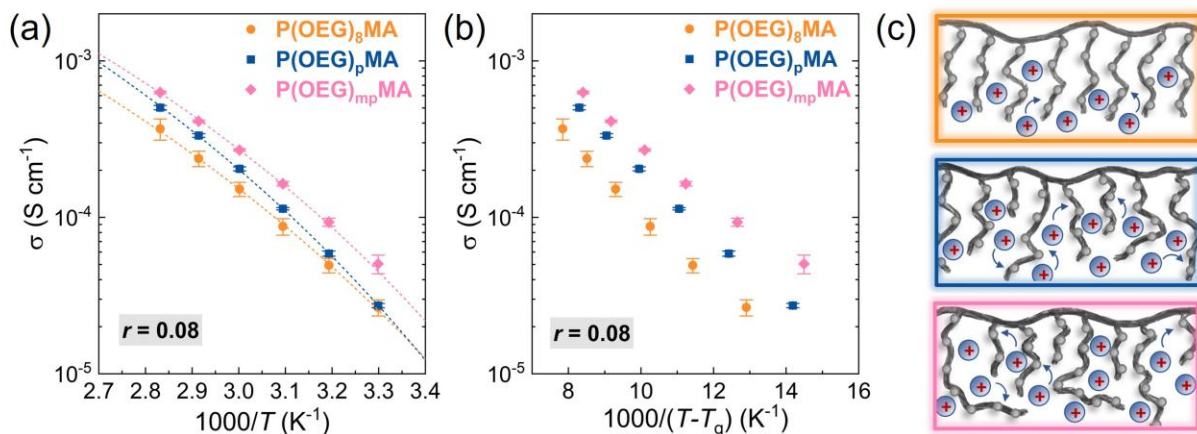 (a)
P(OEG)₈MA
P(OEG)ₚMA
P(OEG)ₘₚMA
10⁻³
10⁻⁴
10⁻⁵
σ (S cm⁻¹)
r = 0.08
2.7 2.8 2.9 3.0 3.1 3.2 3.3 3.4
1000/T (K⁻¹)
(b)
P(OEG)₈MA
P(OEG)ₚMA
P(OEG)ₘₚMA
10⁻³
10⁻⁴
10⁻⁵
σ (S cm⁻¹)
r = 0.08
8 10 12 14 16
1000/(T-Tg) (K⁻¹)
(c)
+ + + + + + +
+ + + + + + + + +
+ + + + + + + + + +